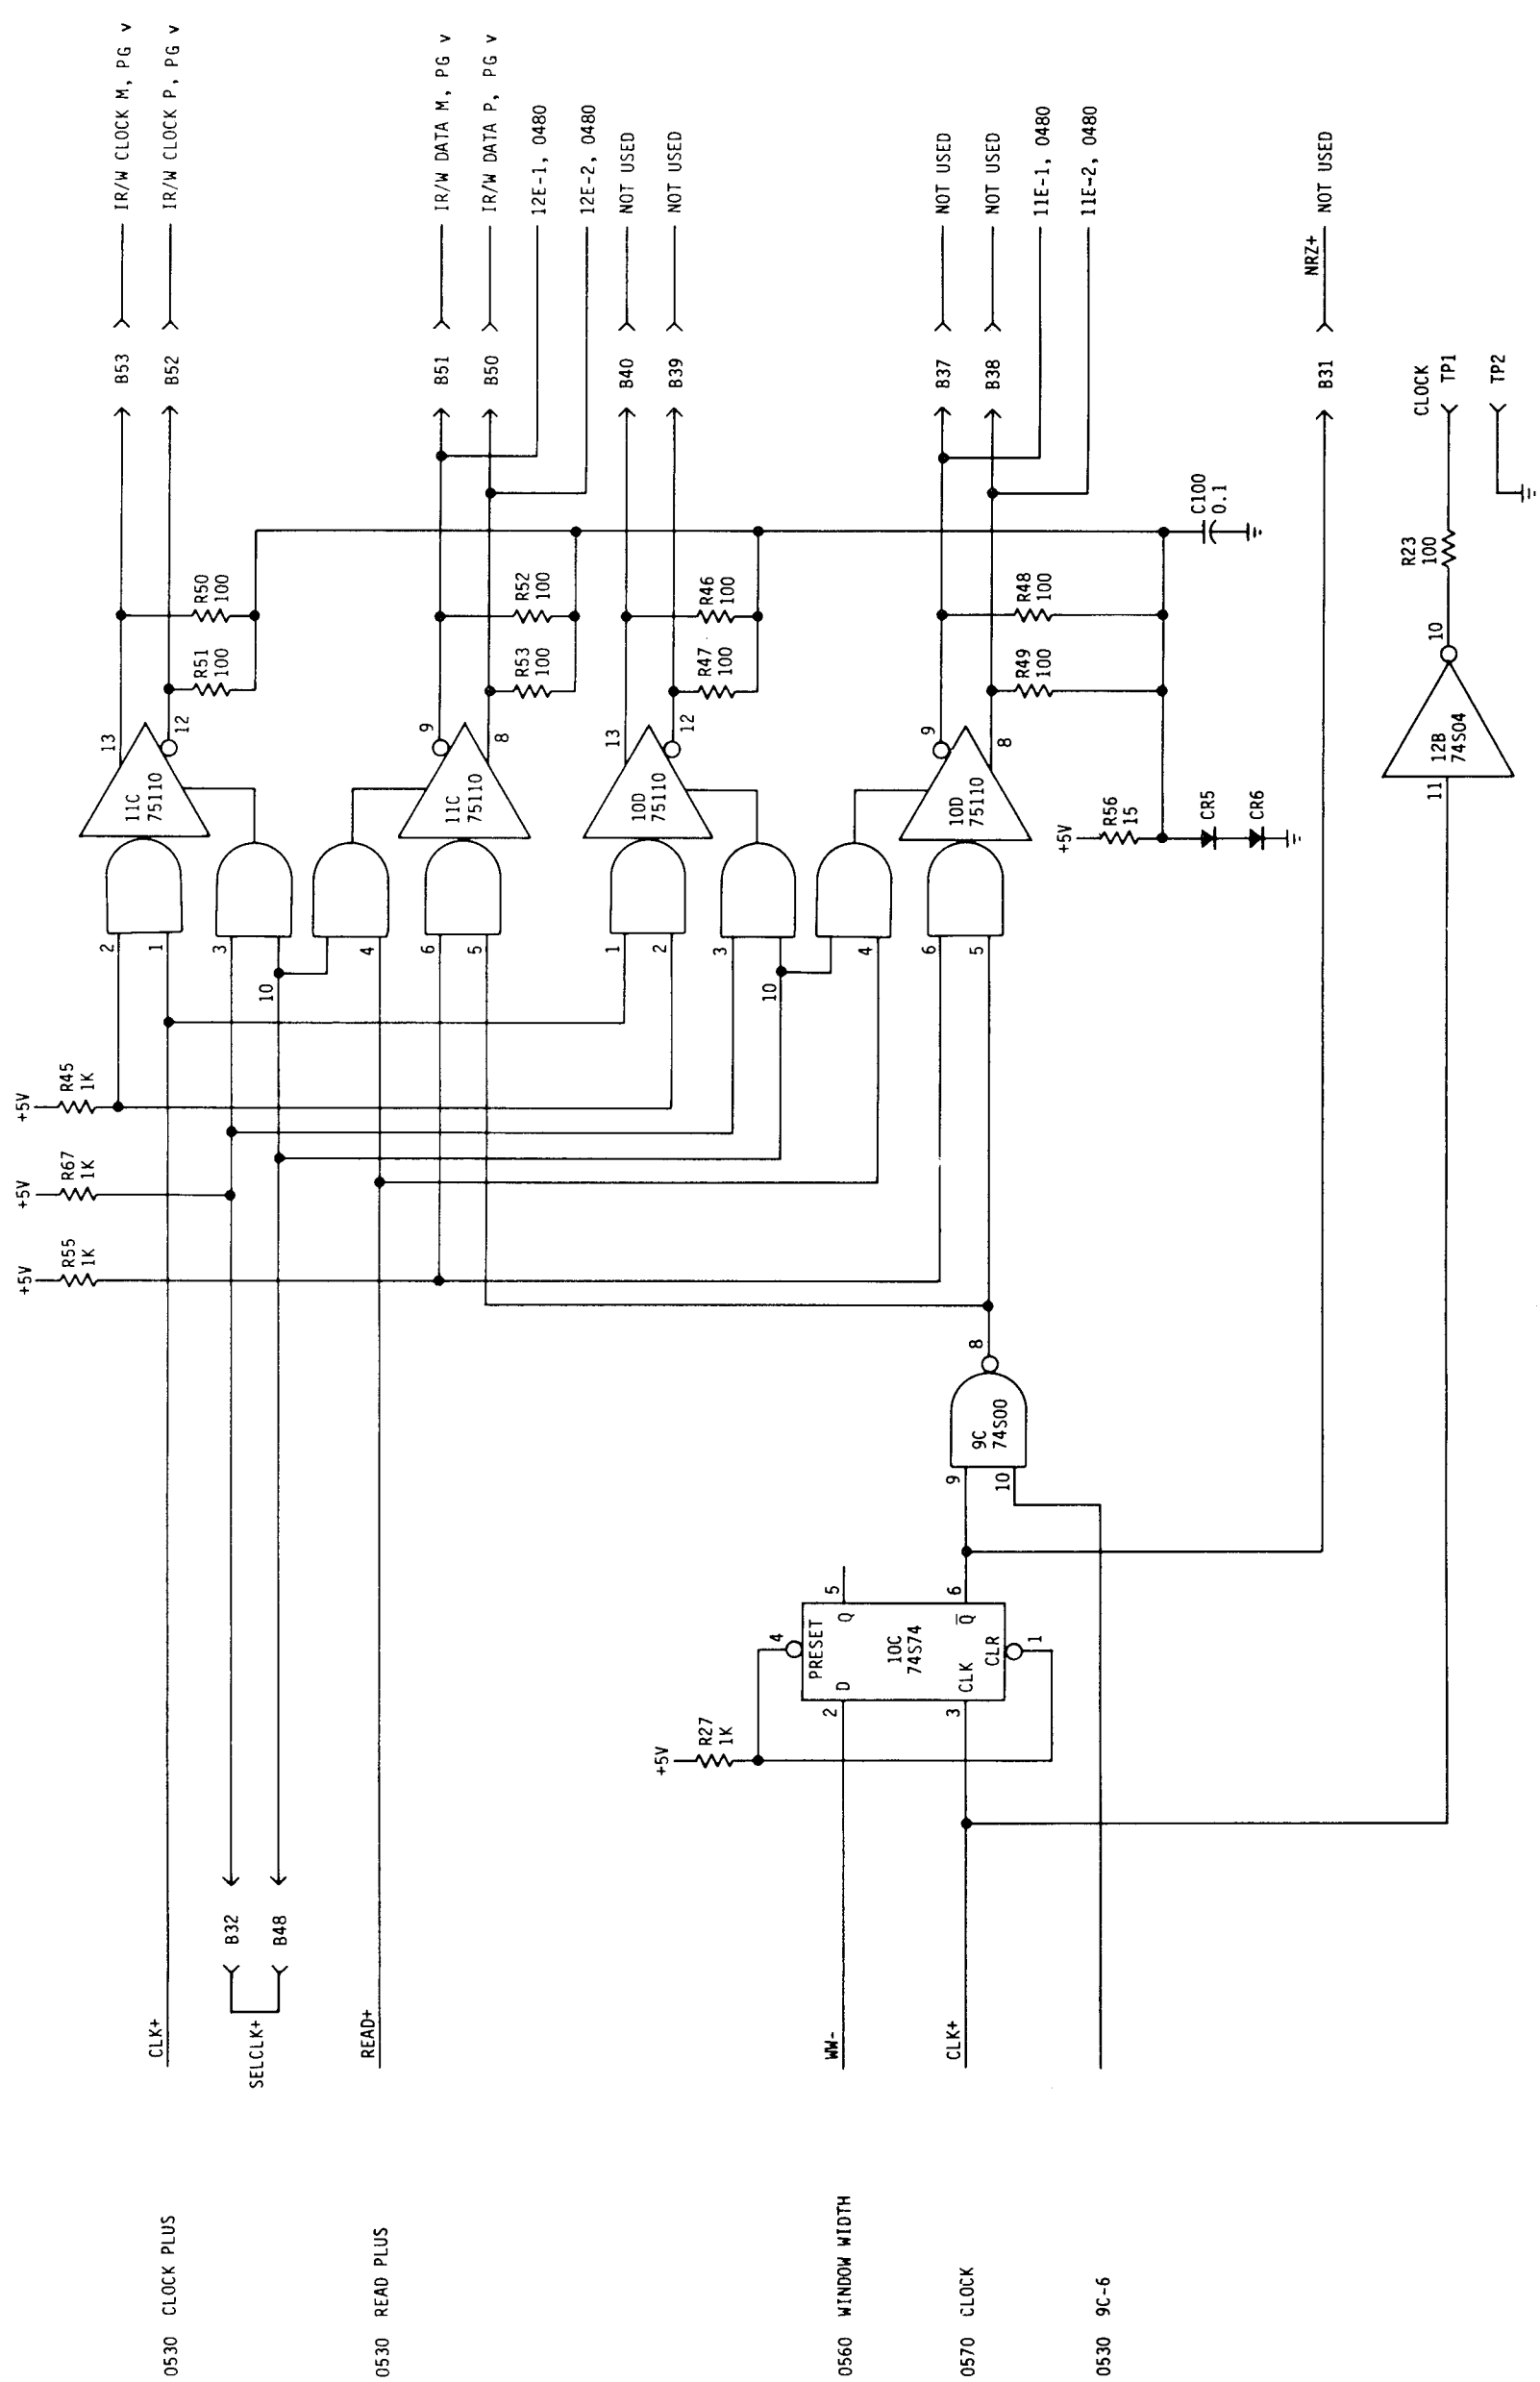 0530 CLOCK PLUS
CLK+
SELCLK+
B32
B48
0530 READ PLUS
READ+
+5V
R55
1K
+5V
R67
1K
+5V
R45
1K
2
1
3
10
4
6
5
11C
75110
13
12
11C
75110
9
8
R51
100
R50
100
R53
100
R52
100
B53
IR/W CLOCK M, PG v
B52
IR/W CLOCK P, PG v
B51
IR/W DATA M, PG v
B50
IR/W DATA P, PG v
12E-1, 0480
12E-2, 0480
1
2
3
10
4
6
5
10D
75110
13
12
10D
75110
9
8
R47
100
R46
100
R49
100
R48
100
B40
NOT USED
B39
NOT USED
B37
NOT USED
B38
NOT USED
11E-1, 0480
11E-2, 0480
0560 WINDOW WIDTH
WW-
0570 CLOCK
CLK+
0530 9C-6
+5V
R27
1K
2
3
4
1
PRESET
D
Q
10C
74S74
CLK
CLR
Q
5
6
9
10
9C
74S00
8
+5V
R56
15
CR5
CR6
C100
0.1
B31
NRZ+
NOT USED
11
12B
74S04
10
R23
100
CLOCK
TP1
TP2